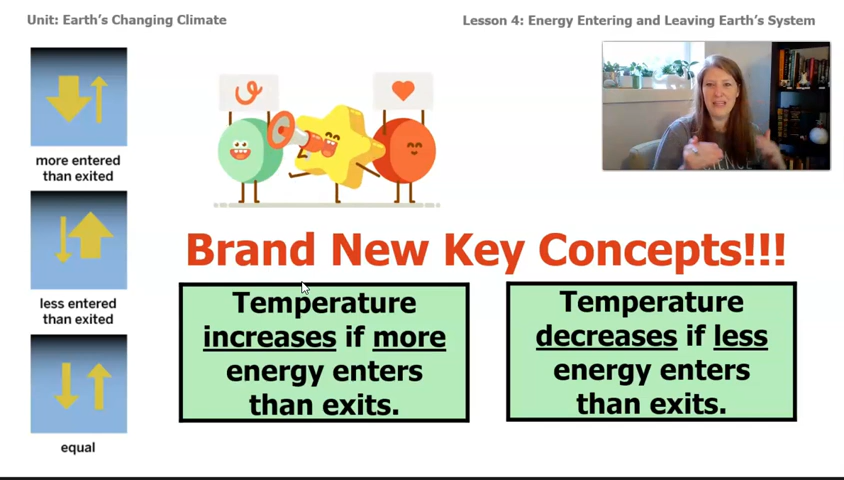 Unit: Earth's Changing Climate
Lesson 4: Energy Entering and Leaving Earth's System
more entered
than exited
less entered
than exited
equal
Brand New Key Concepts!!!
Temperature
increases if more
energy enters
than exits.
Temperature
decreases if less
energy enters
than exits.